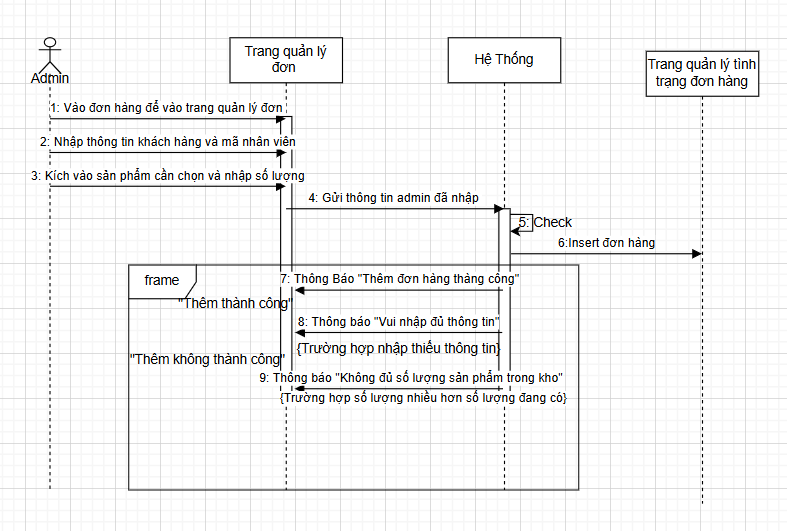 Admin
Trang quản lý
đơn
Hệ Thống
Trang quản lý tình
trạng đơn hàng
1: Vào đơn hàng để vào trang quản lý đơn
2: Nhập thông tin khách hàng và mã nhân viên
3: Kích vào sản phẩm cần chọn và nhập số lượng
4: Gửi thông tin admin đã nhập
5: Check
6:Insert đơn hàng
frame
7: Thông Báo "Thêm đơn hàng thàng công"
"Thêm thành công"
8: Thông báo "Vui nhập đủ thông tin"
{Trường hợp nhập thiếu thông tin}
"Thêm không thành công"
9: Thông báo "Không đủ số lượng sản phẩm trong kho"
{Trường hợp số lượng nhiều hơn số lượng đang có}